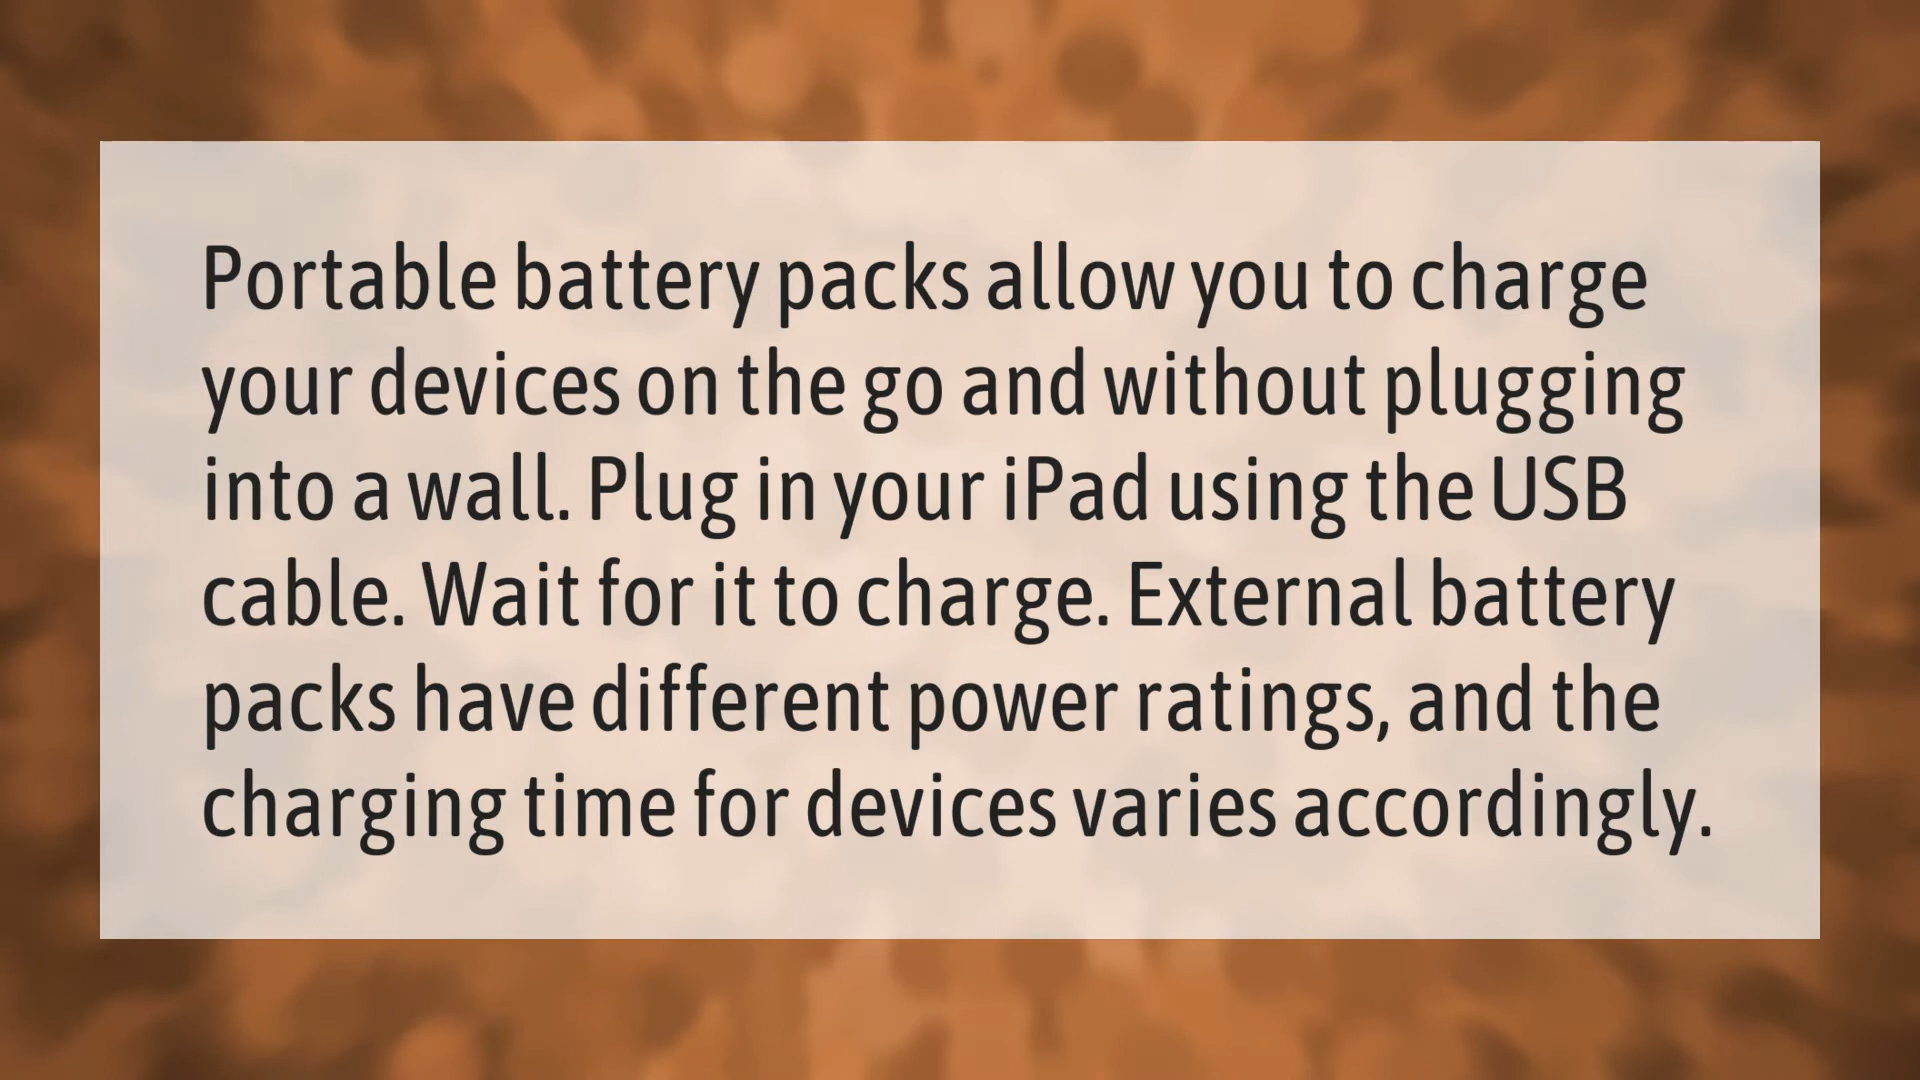 Portable battery packs allow you to charge
your devices on the go and without plugging
into a wall. Plug in your iPad using the USB
cable. Wait for it to charge. External battery
packs have different power ratings, and the
charging time for devices varies accordingly.